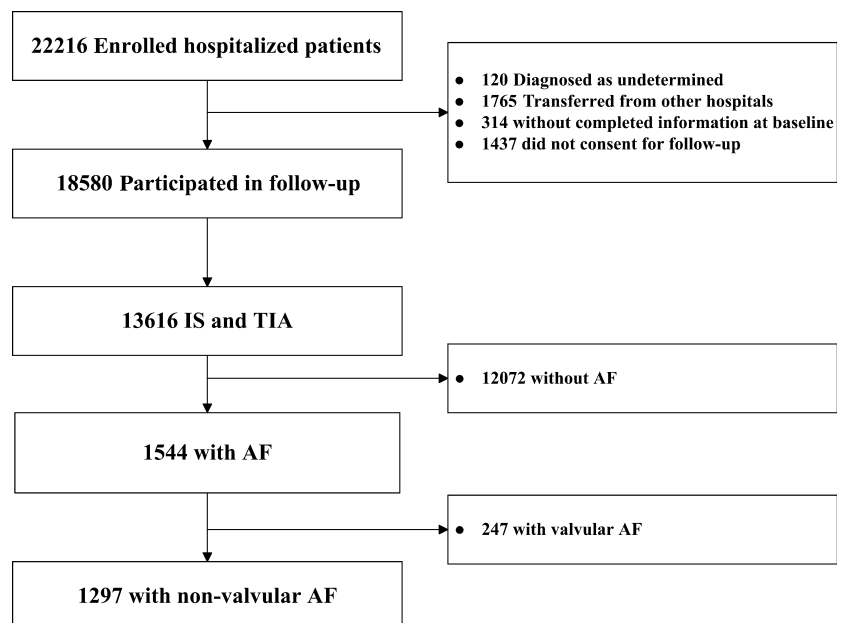 22216 Enrolled hospitalized patients
● 120 Diagnosed as undetermined
● 1765 Transferred from other hospitals
● 314 without completed information at baseline
● 1437 did not consent for follow-up
18580 Participated in follow-up
13616 IS and TIA
● 12072 without AF
1544 with AF
● 247 with valvular AF
1297 with non-valvular AF